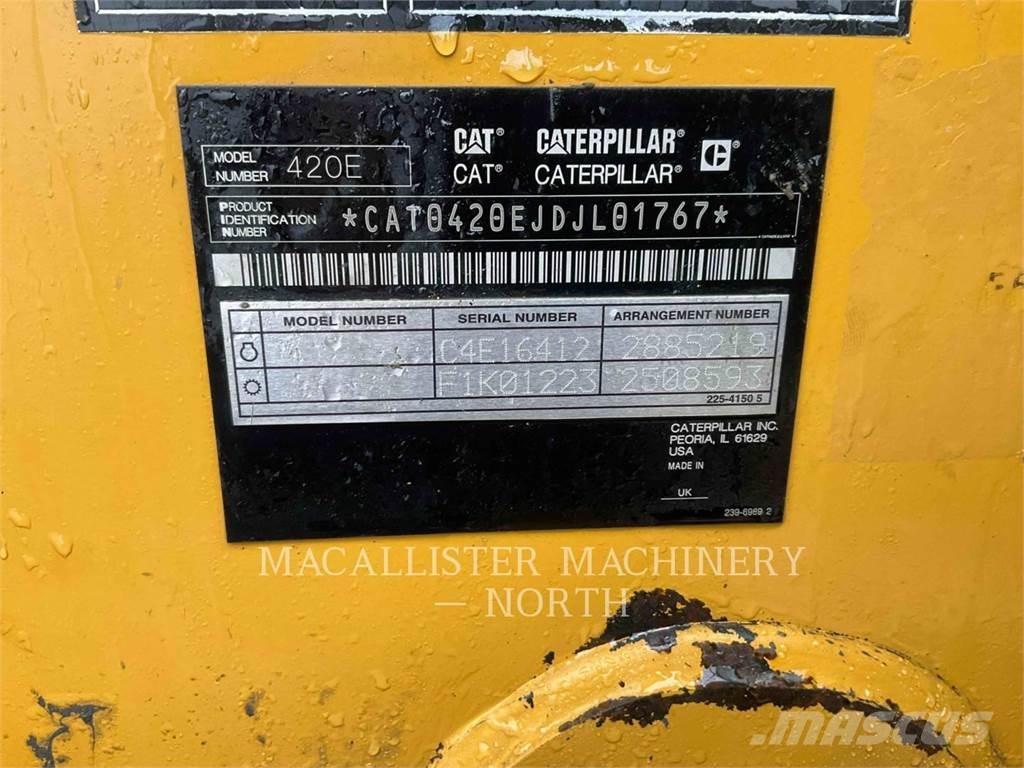 MODEL NUMBER 420E
CAT® CATERPILLAR®
CAT® CATERPILLAR®
PRODUCT IDENTIFICATION NUMBER *CAT0420EJDJL01767*
MODEL NUMBER SERIAL NUMBER ARRANGEMENT NUMBER
C4E16412 2885219
F1K01223 2508593
225-4150 5
CATERPILLAR INC.
PEORIA, IL 61629
USA
MADE IN
UK
239-6989 2
MACALLISTER MACHINERY
— NORTH —
MASCUS